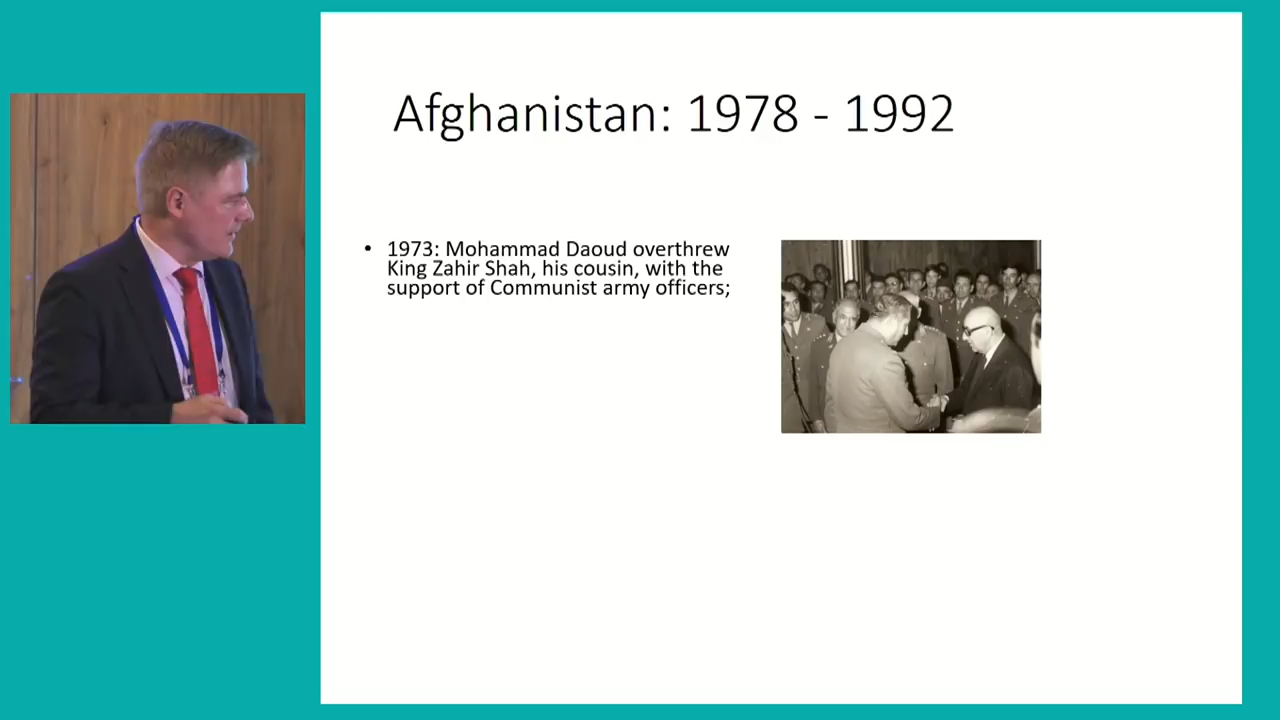 Afghanistan: 1978 - 1992
• 1973: Mohammad Daoud overthrew
King Zahir Shah, his cousin, with the
support of Communist army officers;